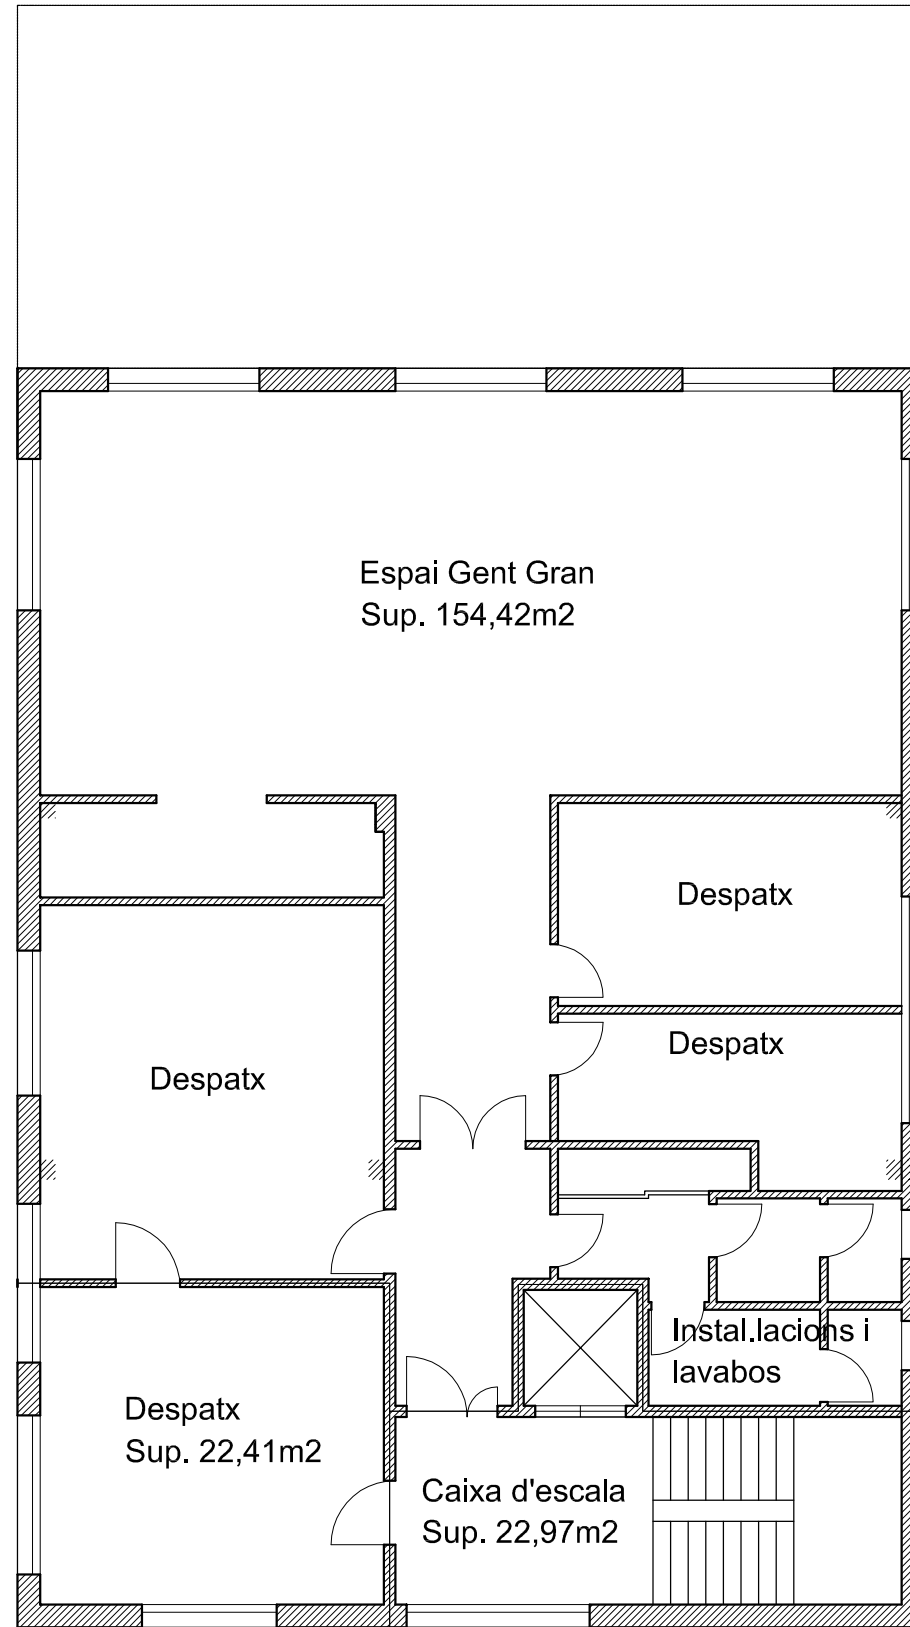 Espai Gent Gran
Sup. 154,42m2
Despatx
Despatx
Despatx
Instal.lacions i
lavabos
Despatx
Sup. 22,41m2
Caixa d'escala
Sup. 22,97m2